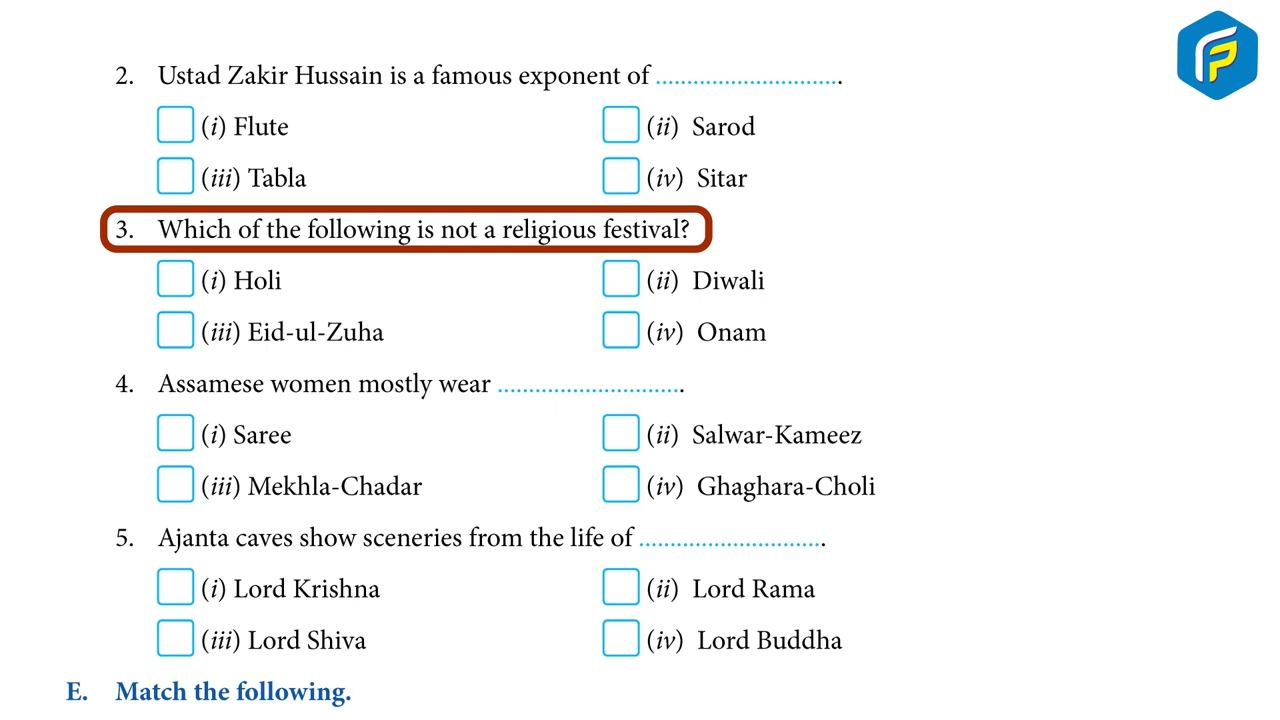 2. Ustad Zakir Hussain is a famous exponent of .............................
(i) Flute (ii) Sarod
(iii) Tabla (iv) Sitar
3. Which of the following is not a religious festival?
(i) Holi (ii) Diwali
(iii) Eid-ul-Zuha (iv) Onam
4. Assamese women mostly wear .............................
(i) Saree (ii) Salwar-Kameez
(iii) Mekhla-Chadar (iv) Ghaghara-Choli
5. Ajanta caves show sceneries from the life of .............................
(i) Lord Krishna (ii) Lord Rama
(iii) Lord Shiva (iv) Lord Buddha
E. Match the following.